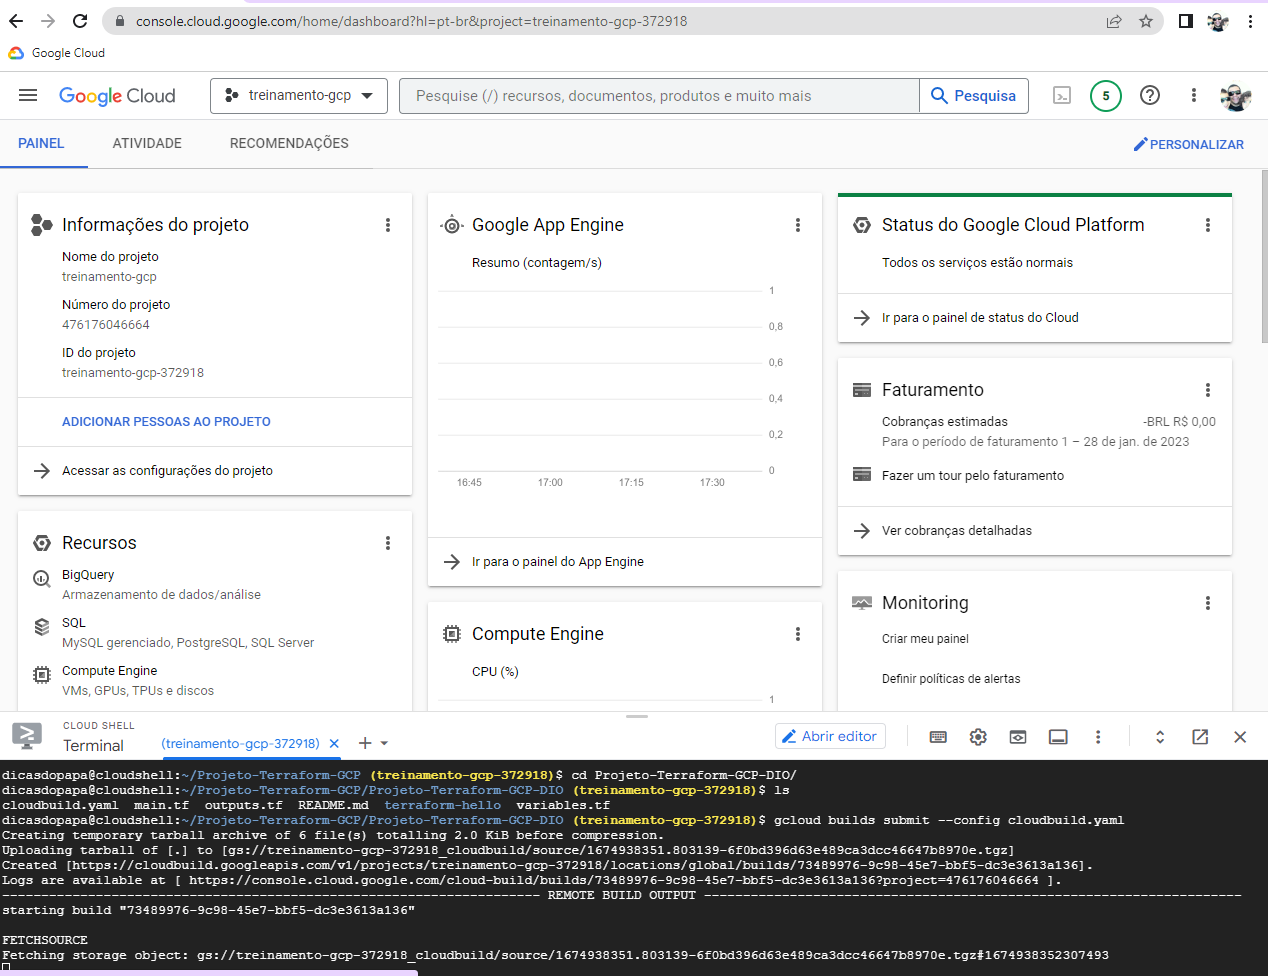 console.cloud.google.com/home/dashboard?hl=pt-br&project=treinamento-gcp-372918
Google Cloud
Google Cloud
treinamento-gcp
Pesquise (/) recursos, documentos, produtos e muito mais
Pesquisa
5
PAINEL
ATIVIDADE
RECOMENDAÇÕES
PERSONALIZAR
Informações do projeto
Nome do projeto
treinamento-gcp
Número do projeto
476176046664
ID do projeto
treinamento-gcp-372918
ADICIONAR PESSOAS AO PROJETO
Acessar as configurações do projeto
Recursos
BigQuery
Armazenamento de dados/análise
SQL
MySQL gerenciado, PostgreSQL, SQL Server
Compute Engine
VMs, GPUs, TPUs e discos
Google App Engine
Resumo (contagem/s)
1
0,8
0,6
0,4
0,2
0
16:45 17:00 17:15 17:30
Ir para o painel do App Engine
Compute Engine
CPU (%)
1
Status do Google Cloud Platform
Todos os serviços estão normais
Ir para o painel de status do Cloud
Faturamento
Cobranças estimadas -BRL R$ 0,00
Para o período de faturamento 1 – 28 de jan. de 2023
Fazer um tour pelo faturamento
Ver cobranças detalhadas
Monitoring
Criar meu painel
Definir políticas de alertas
CLOUD SHELL
Terminal
(treinamento-gcp-372918)
Abrir editor
dicasdopapa@cloudshell:~/Projeto-Terraform-GCP (treinamento-gcp-372918)$ cd Projeto-Terraform-GCP-DIO/
dicasdopapa@cloudshell:~/Projeto-Terraform-GCP/Projeto-Terraform-GCP-DIO (treinamento-gcp-372918)$ ls
cloudbuild.yaml  main.tf  outputs.tf  README.md  terraform-hello  variables.tf
dicasdopapa@cloudshell:~/Projeto-Terraform-GCP/Projeto-Terraform-GCP-DIO (treinamento-gcp-372918)$ gcloud builds submit --config cloudbuild.yaml
Creating temporary tarball archive of 6 file(s) totalling 2.0 KiB before compression.
Uploading tarball of [.] to [gs://treinamento-gcp-372918_cloudbuild/source/1674938351.803139-6f0bd396d63e489ca3dcc46647b8970e.tgz]
Created [https://cloudbuild.googleapis.com/v1/projects/treinamento-gcp-372918/locations/global/builds/73489976-9c98-45e7-bbf5-dc3e3613a136].
Logs are available at [ https://console.cloud.google.com/cloud-build/builds/73489976-9c98-45e7-bbf5-dc3e3613a136?project=476176046664 ].
---------- REMOTE BUILD OUTPUT ----------
starting build "73489976-9c98-45e7-bbf5-dc3e3613a136"
FETCHSOURCE
Fetching storage object: gs://treinamento-gcp-372918_cloudbuild/source/1674938351.803139-6f0bd396d63e489ca3dcc46647b8970e.tgz#1674938352307493